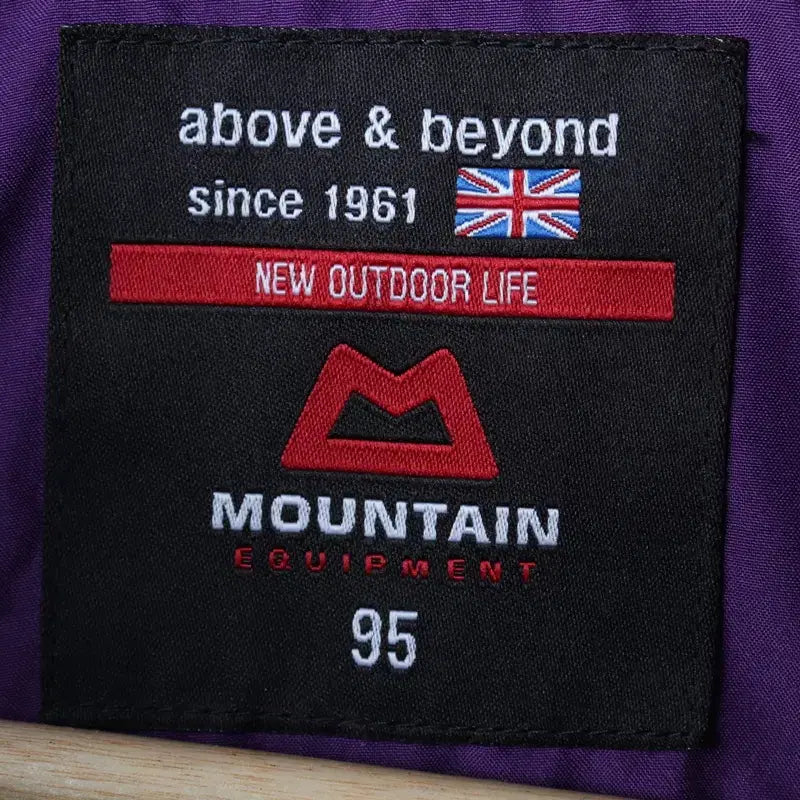 above & beyond
since 1961
NEW OUTDOOR LIFE
MOUNTAIN
EQUIPMENT
95